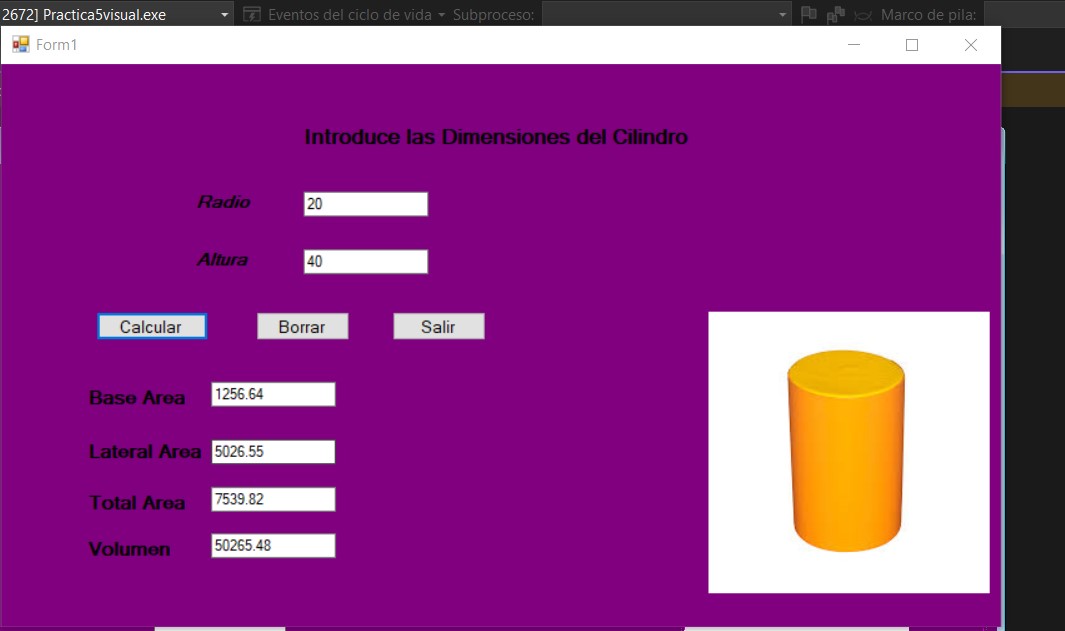 2672] Practica5visual.exe Eventos del ciclo de vida Subproceso: Marco de pila:
Form1
Introduce las Dimensiones del Cilindro
Radio 20
Altura 40
Calcular Borrar Salir
Base Area 1256.64
Lateral Area 5026.55
Total Area 7539.82
Volumen 50265.48